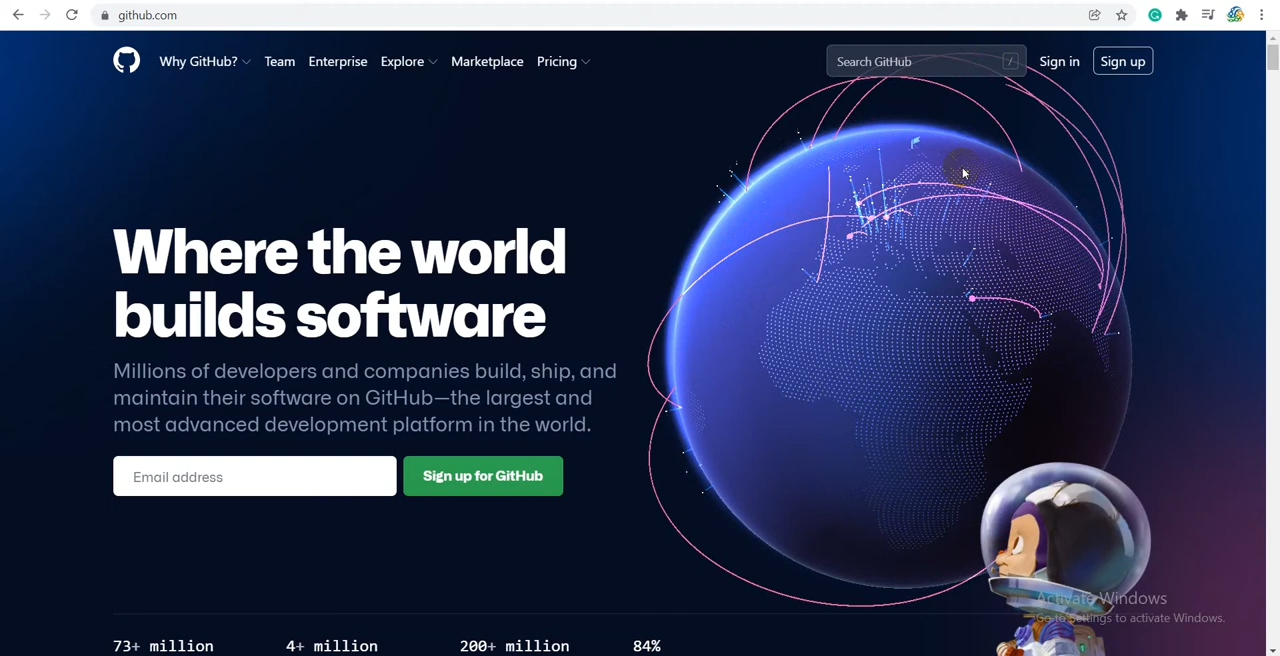 github.com
Why GitHub? Team Enterprise Explore Marketplace Pricing
Search GitHub /
Sign in
Sign up
Where the world
builds software
Millions of developers and companies build, ship, and
maintain their software on GitHub—the largest and
most advanced development platform in the world.
Email address
Sign up for GitHub
Activate Windows
Go to Settings to activate Windows.
73+ million 4+ million 200+ million 84%